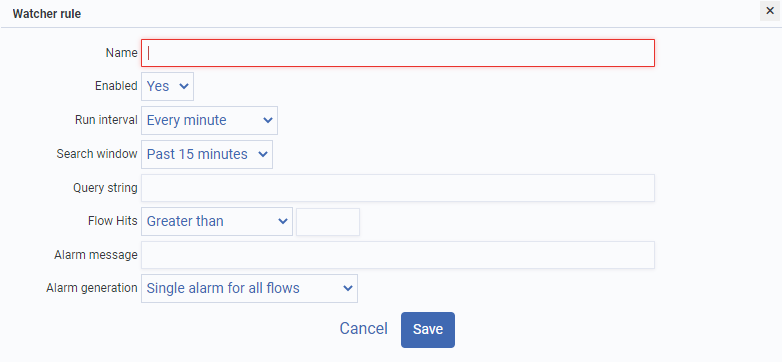 Watcher rule ×
Name
Enabled Yes
Run interval Every minute
Search window Past 15 minutes
Query string
Flow Hits Greater than
Alarm message
Alarm generation Single alarm for all flows
Cancel Save